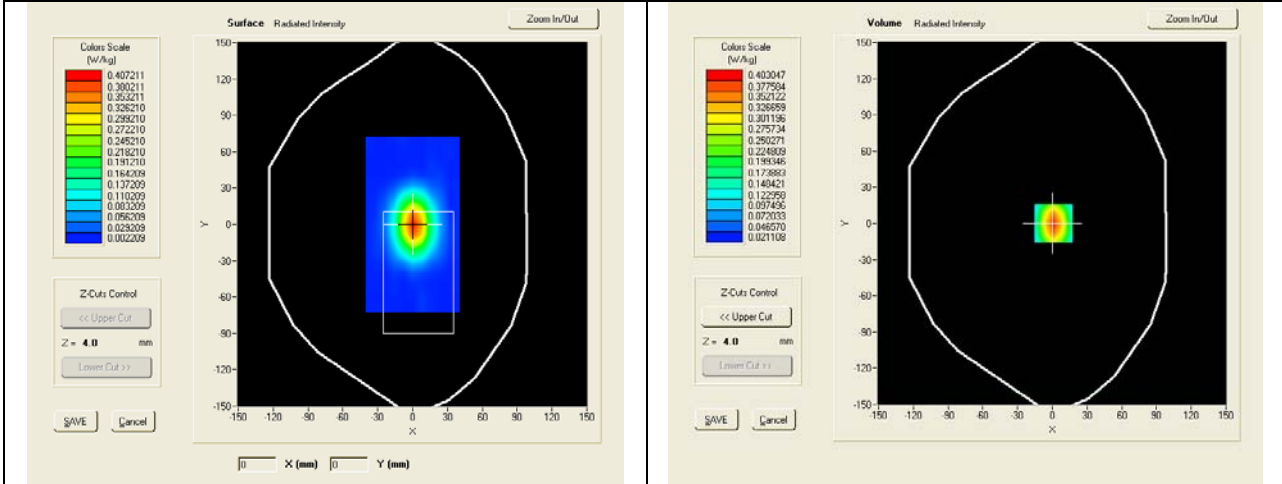 Surface Radiated Intensity
Zoom In/Out
Colors Scale
(W/kg)
0.407211
0.380211
0.353211
0.326210
0.299210
0.272210
0.245210
0.218210
0.191210
0.164209
0.137209
0.110209
0.083209
0.056209
0.029209
0.002209
150
120
90
60
30
0
-30
-60
-90
-120
-150
Y
-150 -120 -90 -60 -30 0 30 60 90 120 150
X
Z-Cuts Control
<< Upper Cut
Z = 4.0 mm
Lower Cut >>
SAVE Cancel
0 X (mm) 0 Y (mm)
Volume Radiated Intensity
Zoom In/Out
Colors Scale
(W/kg)
0.403047
0.377584
0.352122
0.326659
0.301196
0.275734
0.250271
0.224809
0.199346
0.173883
0.148421
0.122958
0.097496
0.072033
0.046570
0.021108
150
120
90
60
30
0
-30
-60
-90
-120
-150
Y
-150 -120 -90 -60 -30 0 30 60 90 120 150
X
Z-Cuts Control
<< Upper Cut
Z = 4.0 mm
Lower Cut >>
SAVE Cancel